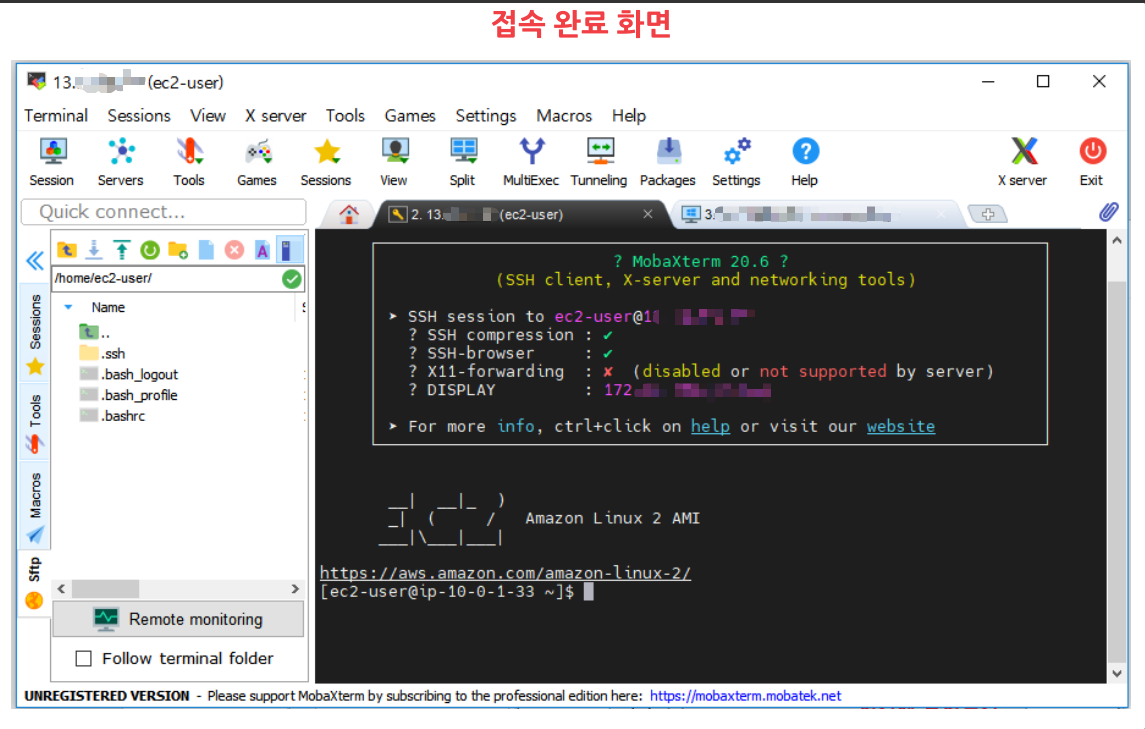 접속 완료 화면
13. (ec2-user)
Terminal Sessions View X server Tools Games Settings Macros Help
Session Servers Tools Games Sessions View Split MultiExec Tunneling Packages Settings Help X server Exit
Quick connect...
2. 13. (ec2-user)
3.
/home/ec2-user/
Name
..
.ssh
.bash_logout
.bash_profile
.bashrc
Sessions
Tools
Macros
Sftp
Remote monitoring
Follow terminal folder
? MobaXterm 20.6 ?
(SSH client, X-server and networking tools)
➤ SSH session to ec2-user@1
? SSH compression : ✔
? SSH-browser : ✔
? X11-forwarding : ✘ (disabled or not supported by server)
? DISPLAY : 172
➤ For more info, ctrl+click on help or visit our website
__| __|_ )
_| ( / Amazon Linux 2 AMI
___|\___|___|
https://aws.amazon.com/amazon-linux-2/
[ec2-user@ip-10-0-1-33 ~]$
UNREGISTERED VERSION - Please support MobaXterm by subscribing to the professional edition here: https://mobaxterm.mobatek.net